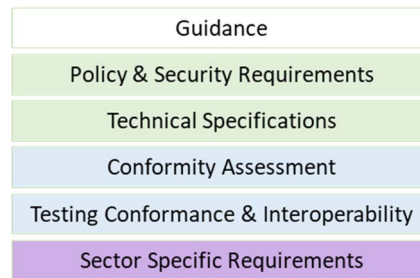 Guidance
Policy & Security Requirements
Technical Specifications
Conformity Assessment
Testing Conformance & Interoperability
Sector Specific Requirements